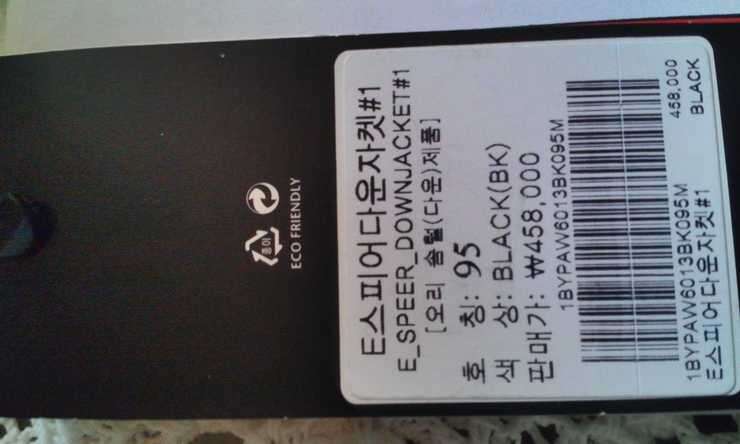 종이
ECO FRIENDLY
E스피어다운자켓#1
E_SPEER_DOWNJACKET#1
[오리 솜털(다운)제품]
호 칭: 95
색 상: BLACK(BK)
판매가: ₩458,000
1BYPAW6013BK095M
1BYPAW6013BK095M 458,000
E스피어다운자켓#1 BLACK